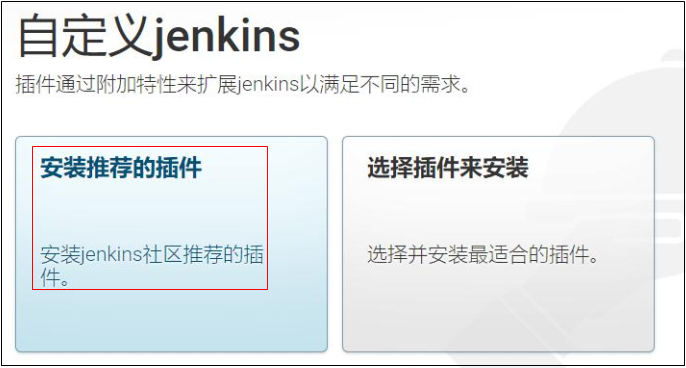 自定义jenkins
插件通过附加特性来扩展jenkins以满足不同的需求。
安装推荐的插件
安装jenkins社区推荐的插
件。
选择插件来安装
选择并安装最适合的插件。